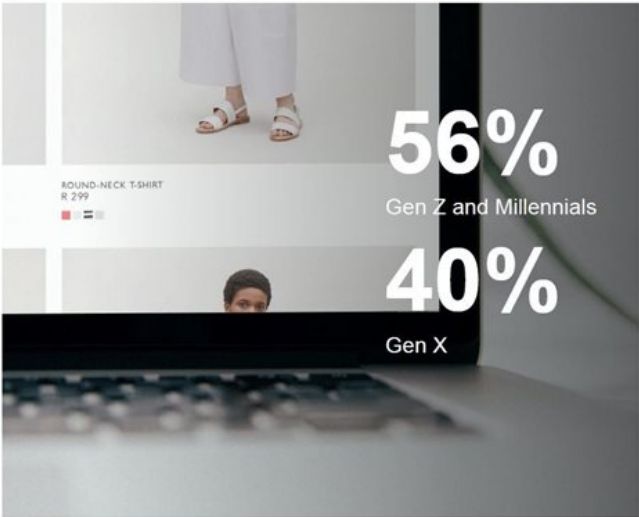 ROUND-NECK T-SHIRT
R 299
56%
Gen Z and Millennials
40%
Gen X